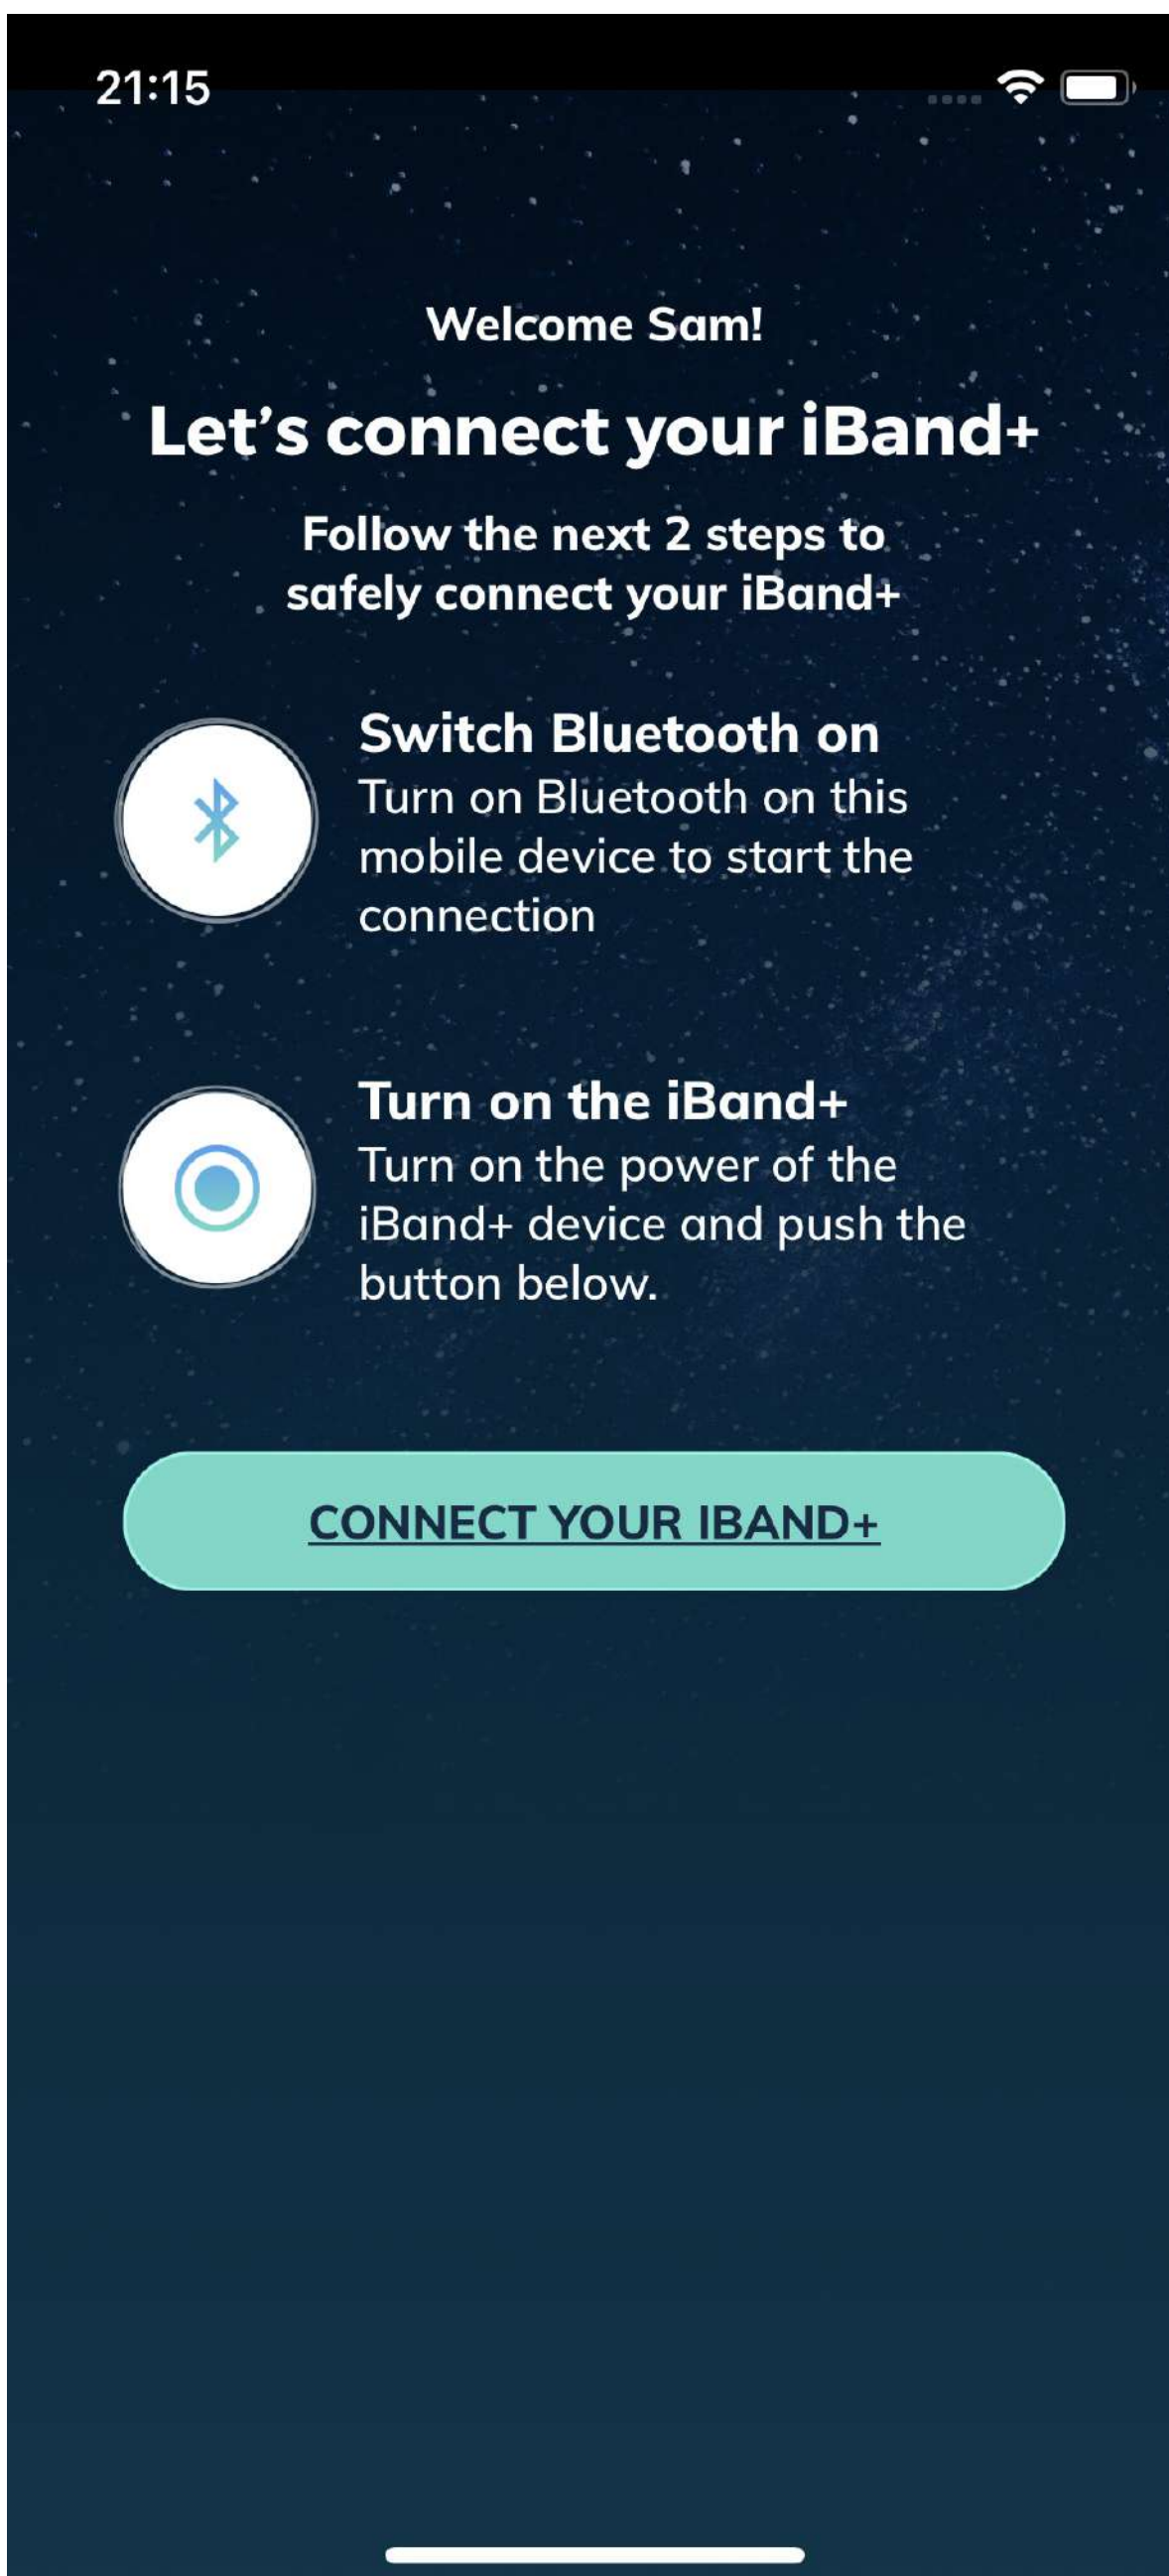 21:15
Welcome Sam!
Let's connect your iBand+
Follow the next 2 steps to
safely connect your iBand+
Switch Bluetooth on
Turn on Bluetooth on this
mobile device to start the
connection
Turn on the iBand+
Turn on the power of the
iBand+ device and push the
button below.
CONNECT YOUR IBAND+